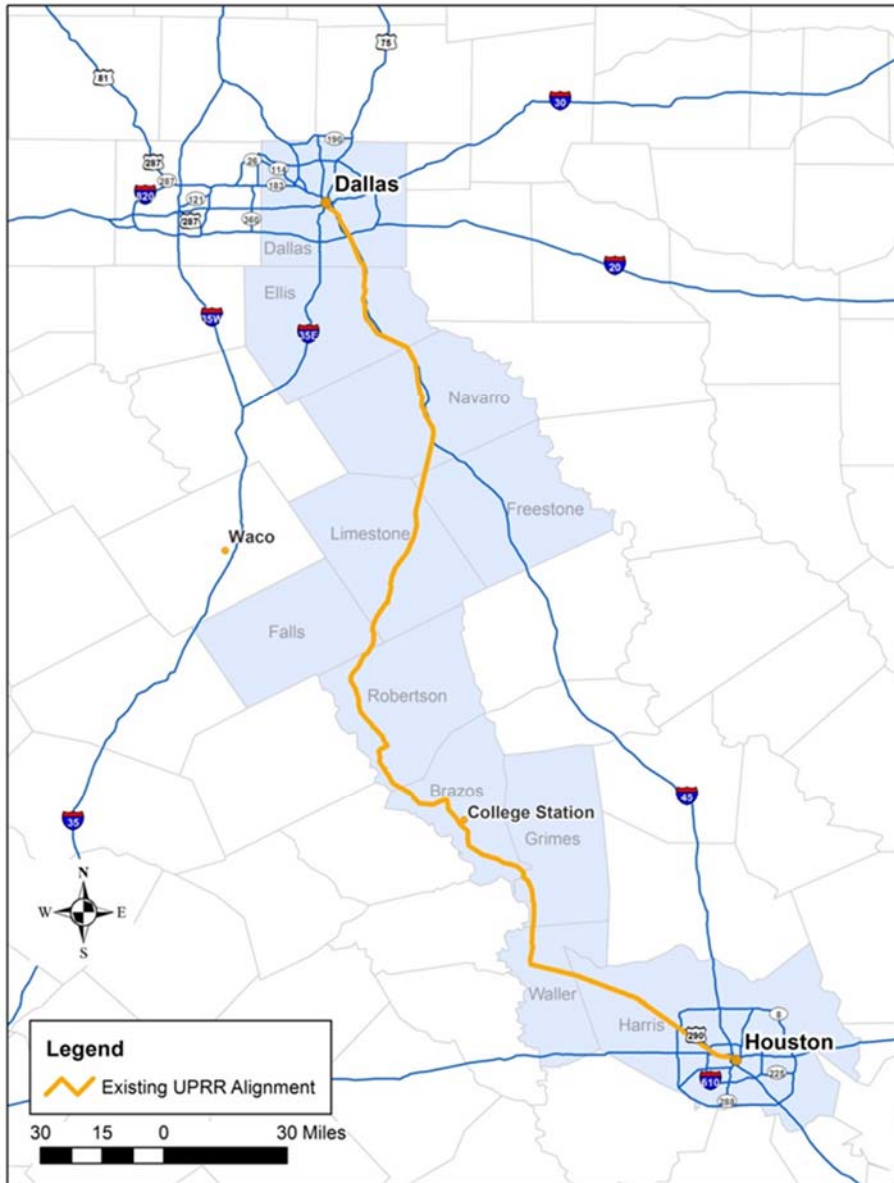 75
81
30
190
287
26
114
287
183
820
121
Dallas
287
360
Dallas
20
Ellis
35W
35E
Navarro
Freestone
Limestone
Waco
Falls
Robertson
45
Brazos
College Station
35
Grimes
N
W
E
S
Waller
8
Harris
290
Houston
610
225
288
Legend
Existing UPRR Alignment
30 15 0 30 Miles